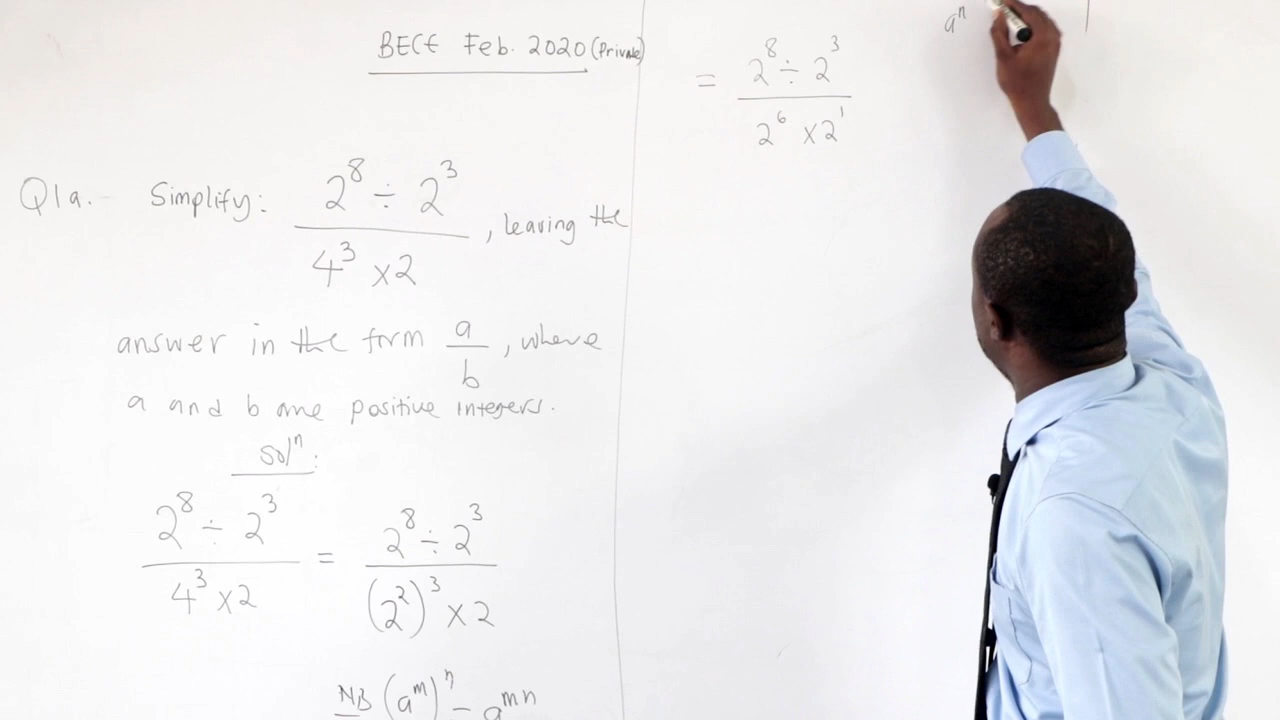 BECE Feb. 2020 (Private)
Q1a. Simplify: (2⁸ ÷ 2³)/(4³ × 2), leaving the
answer in the form a/b, where
a and b are positive integers.
solⁿ:
(2⁸ ÷ 2³)/(4³ × 2) = (2⁸ ÷ 2³)/((2²)³ × 2)
NB (aᵐ)ⁿ = aᵐⁿ
= (2⁸ ÷ 2³)/(2⁶ × 2¹)
aⁿ